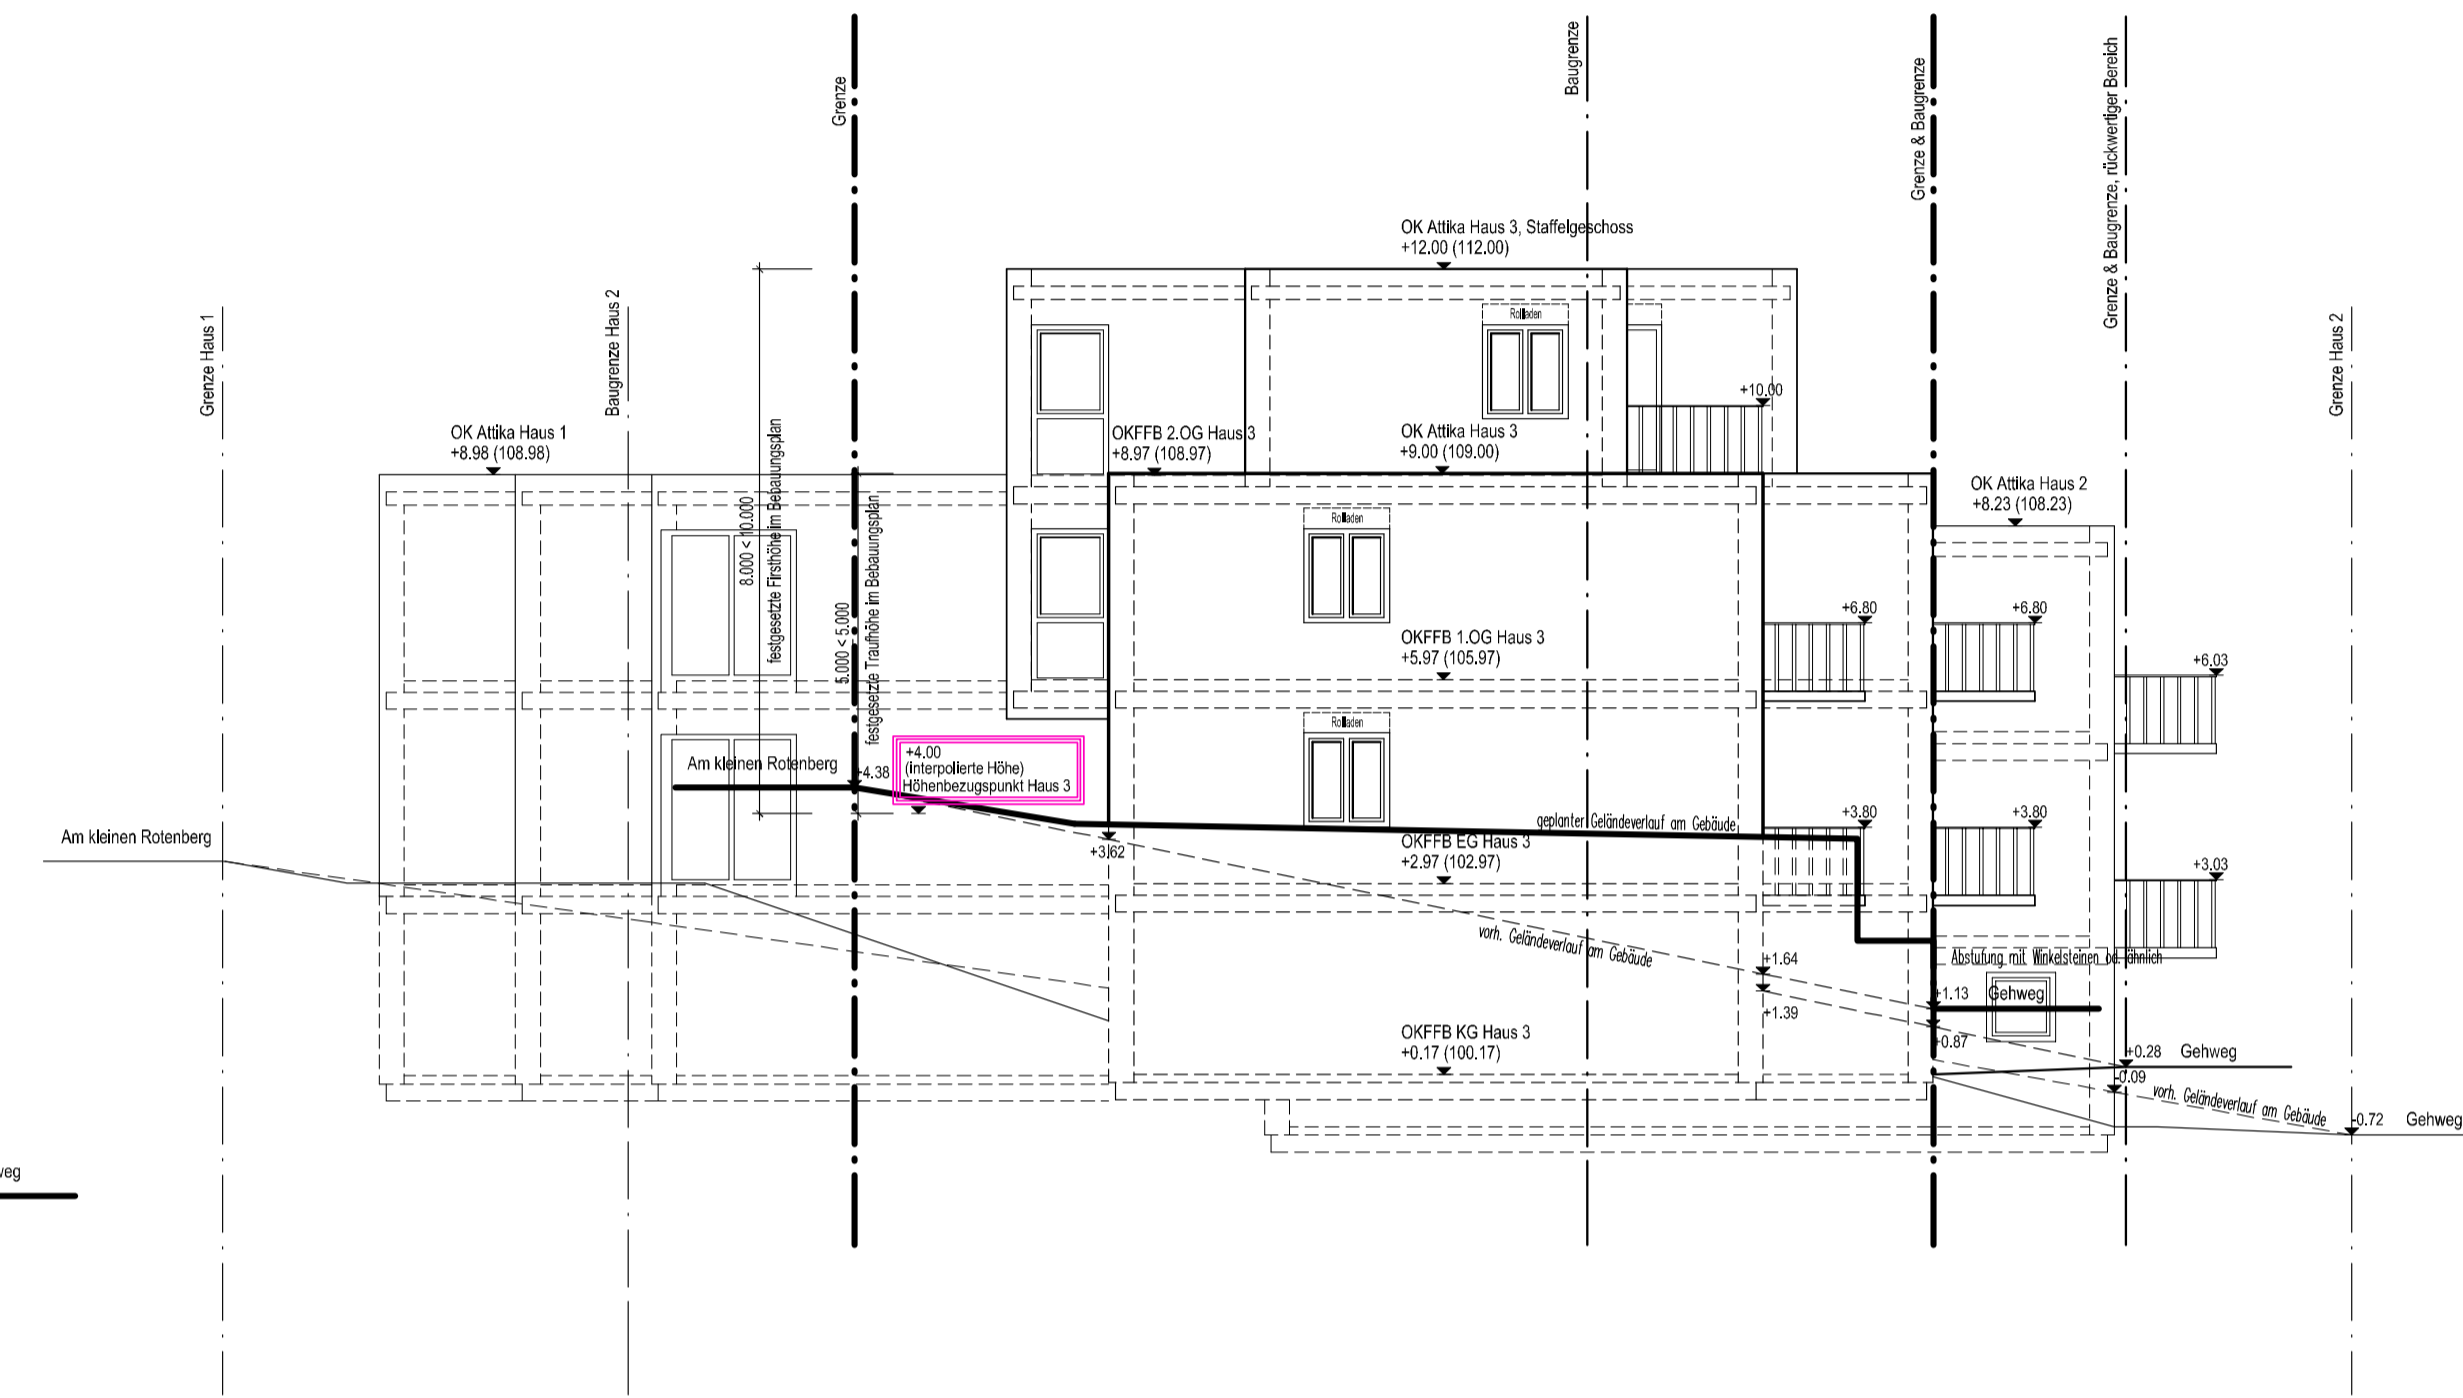 Grenze
Baugrenze
Grenze & Baugrenze
Grenze & Baugrenze, rückwertiger Bereich
Grenze Haus 1
Baugrenze Haus 2
Grenze Haus 2
OK Attika Haus 3, Staffelgeschoss
+12.00 (112.00)
Rolladen
+10.00
OK Attika Haus 1
+8.98 (108.98)
OKFFB 2.OG Haus 3
+8.97 (108.97)
OK Attika Haus 3
+9.00 (109.00)
OK Attika Haus 2
+8.23 (108.23)
8.000 < 10.000
festgesetzte Firsthöhe im Bebauungsplan
5.000 < 5.000
festgesetzte Traufhöhe im Bebauungsplan
Rolladen
+6.80
+6.80
OKFFB 1.OG Haus 3
+5.97 (105.97)
+6.03
Rolladen
Am kleinen Rotenberg
+4.38
+4.00
(interpolierte Höhe)
Höhenbezugspunkt Haus 3
+3.80
+3.80
geplanter Geländeverlauf am Gebäude
Am kleinen Rotenberg
+3.62
OKFFB EG Haus 3
+2.97 (102.97)
+3.03
vorh. Geländeverlauf am Gebäude
+1.64
Abstufung mit Winkelsteinen od. ähnlich
+1.13
Gehweg
+1.39
OKFFB KG Haus 3
+0.17 (100.17)
+0.87
+0.28
Gehweg
-0.09
vorh. Geländeverlauf am Gebäude
-0.72
Gehweg